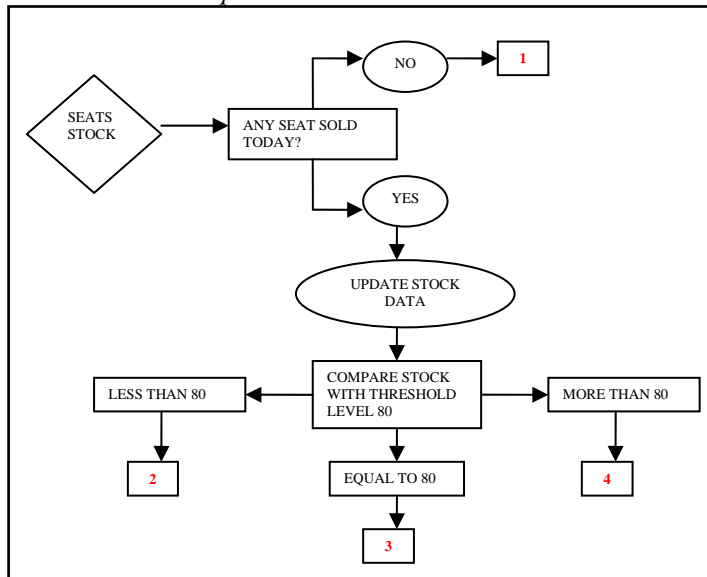 NO
1
SEATS
STOCK
ANY SEAT SOLD
TODAY?
YES
UPDATE STOCK
DATA
COMPARE STOCK
WITH THRESHOLD
LEVEL 80
LESS THAN 80
MORE THAN 80
2
EQUAL TO 80
4
3